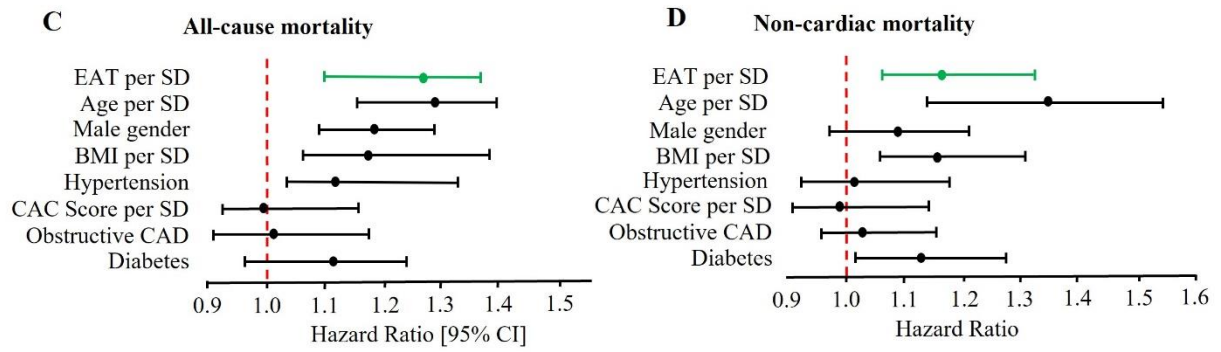 C
All-cause mortality
EAT per SD
Age per SD
Male gender
BMI per SD
Hypertension
CAC Score per SD
Obstructive CAD
Diabetes
0.9 1.0 1.1 1.2 1.3 1.4 1.5
Hazard Ratio [95% CI]
D
Non-cardiac mortality
EAT per SD
Age per SD
Male gender
BMI per SD
Hypertension
CAC Score per SD
Obstructive CAD
Diabetes
0.9 1.0 1.1 1.2 1.3 1.4 1.5 1.6
Hazard Ratio